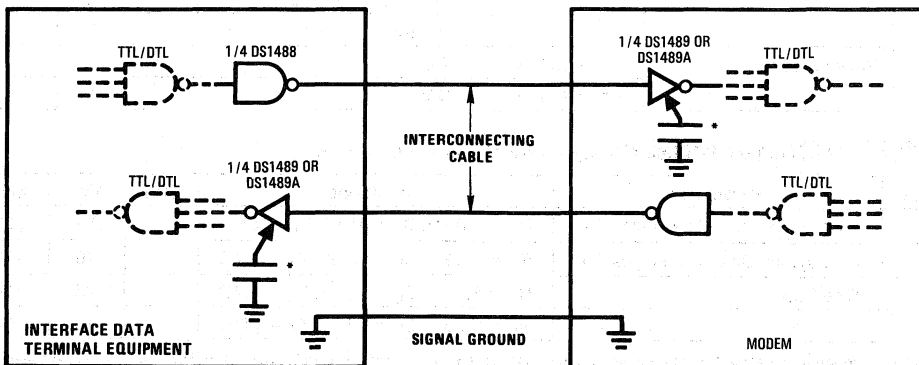 TTL/DTL
1/4 DS1488
1/4 DS1489 OR
DS1489A
TTL/DTL
*
INTERCONNECTING
CABLE
1/4 DS1489 OR
DS1489A
TTL/DTL
TTL/DTL
*
INTERFACE DATA
TERMINAL EQUIPMENT
SIGNAL GROUND
MODEM